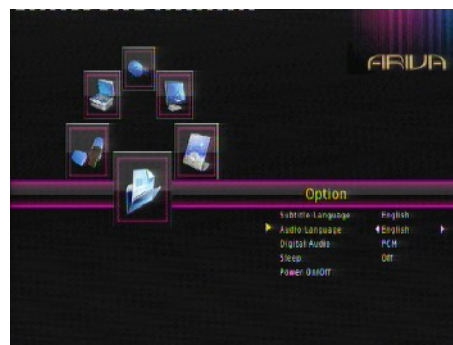 ARIVA
Option
Subtitle Language English
Audio Language English
Digital Audio PCM
Sleep Off
Power On/Off